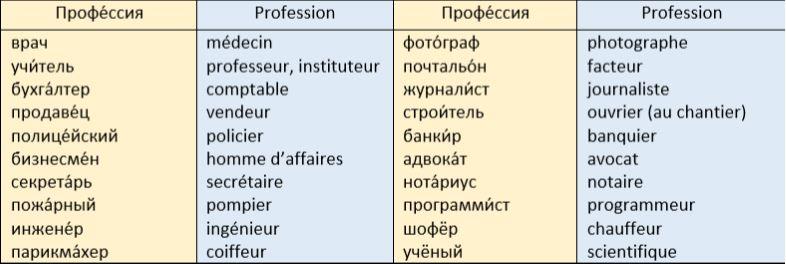 Профе́ссия Profession Профе́ссия Profession
врач médecin фото́граф photographe
учи́тель professeur, instituteur почтальо́н facteur
бухга́лтер comptable журнали́ст journaliste
продаве́ц vendeur строи́тель ouvrier (au chantier)
полице́йский policier банки́р banquier
бизнесме́н homme d’affaires адвока́т avocat
секрета́рь secrétaire нота́риус notaire
пожа́рный pompier программи́ст programmeur
инжене́р ingénieur шофёр chauffeur
парикма́хер coiffeur учёный scientifique